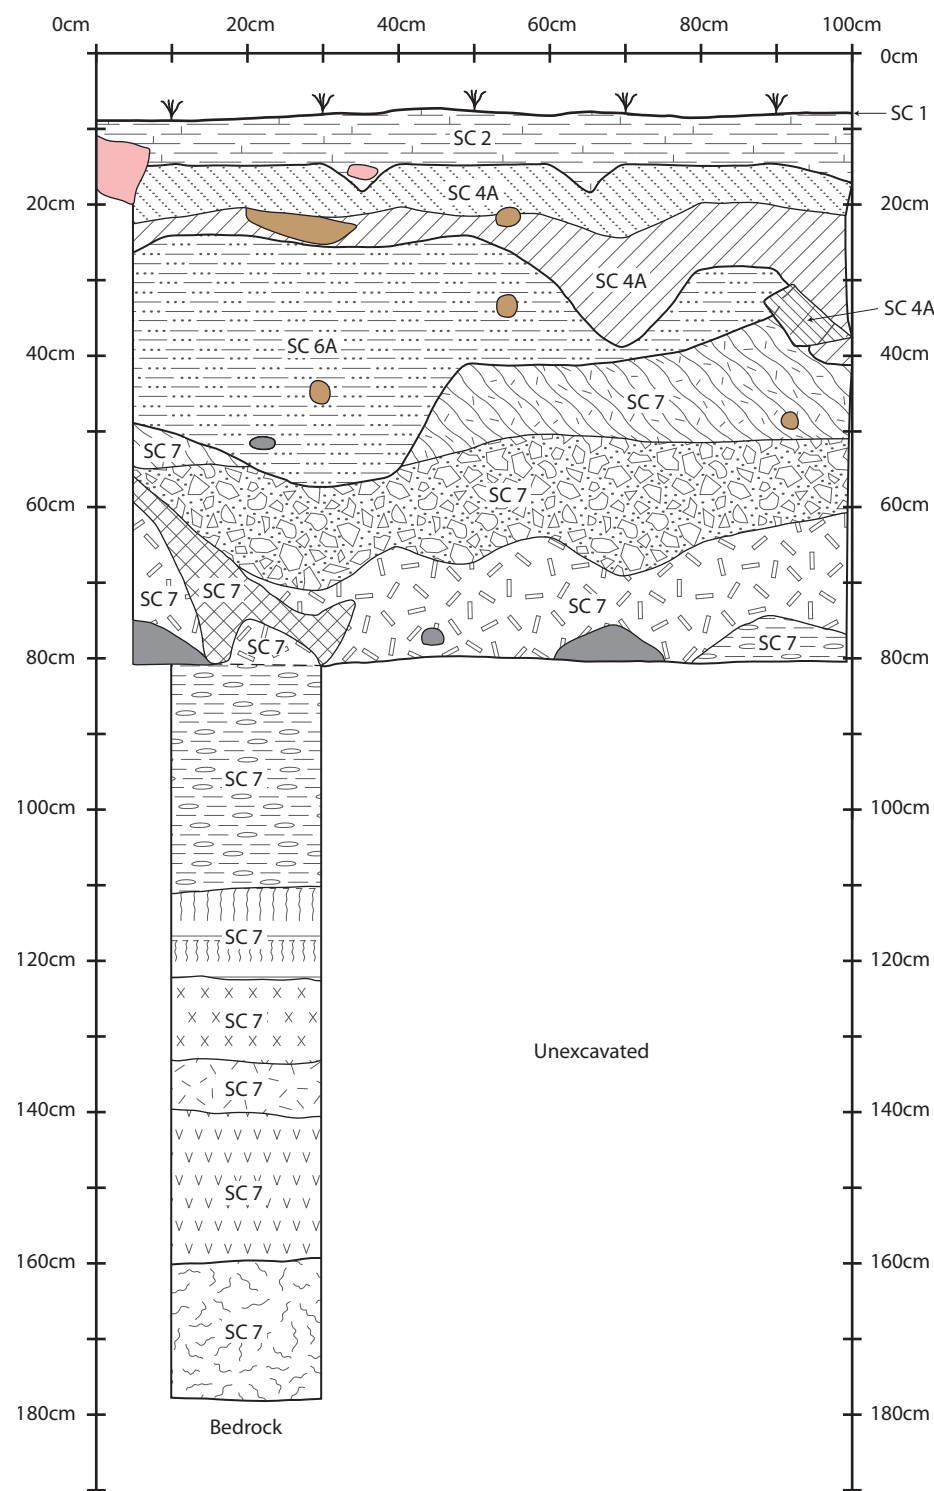 0cm 20cm 40cm 60cm 80cm 100cm
0cm
SC 1
SC 2
20cm SC 4A 20cm
SC 4A
SC 4A
SC 6A
40cm 40cm
SC 7
SC 7
SC 7
60cm 60cm
SC 7 SC 7 SC 7
SC 7 SC 7
80cm 80cm
SC 7
100cm 100cm
SC 7
120cm 120cm
SC 7
Unexcavated
SC 7
140cm 140cm
SC 7
160cm 160cm
SC 7
180cm 180cm
Bedrock